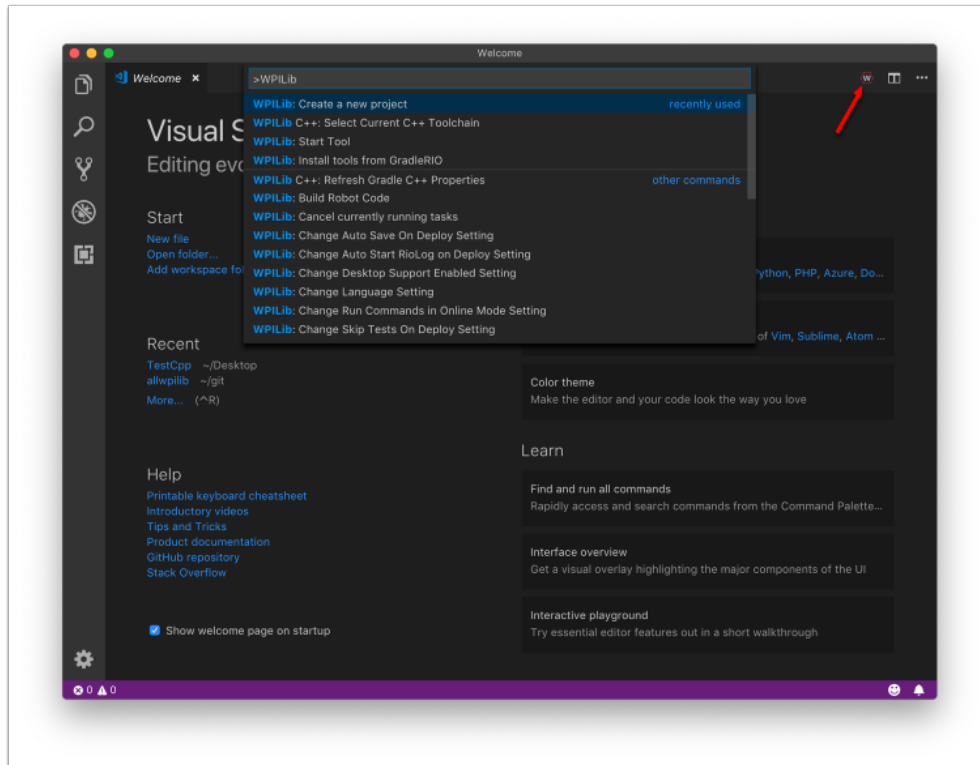 Welcome
Welcome ×
>WPILib
W
WPILib: Create a new project recently used
WPILib C++: Select Current C++ Toolchain
WPILib: Start Tool
WPILib: Install tools from GradleRIO
WPILib C++: Refresh Gradle C++ Properties other commands
WPILib: Build Robot Code
WPILib: Cancel currently running tasks
WPILib: Change Auto Save On Deploy Setting
WPILib: Change Auto Start RioLog on Deploy Setting
WPILib: Change Desktop Support Enabled Setting
WPILib: Change Language Setting
WPILib: Change Run Commands in Online Mode Setting
WPILib: Change Skip Tests On Deploy Setting
Visual S
Editing evo
Start
New file
Open folder...
Add workspace fol
Recent
TestCpp ~/Desktop
allwpilib ~/git
More... (^R)
Help
Printable keyboard cheatsheet
Introductory videos
Tips and Tricks
Product documentation
GitHub repository
Stack Overflow
Show welcome page on startup
Python, PHP, Azure, Do...
of Vim, Sublime, Atom ...
Color theme
Make the editor and your code look the way you love
Learn
Find and run all commands
Rapidly access and search commands from the Command Palette...
Interface overview
Get a visual overlay highlighting the major components of the UI
Interactive playground
Try essential editor features out in a short walkthrough
0 0